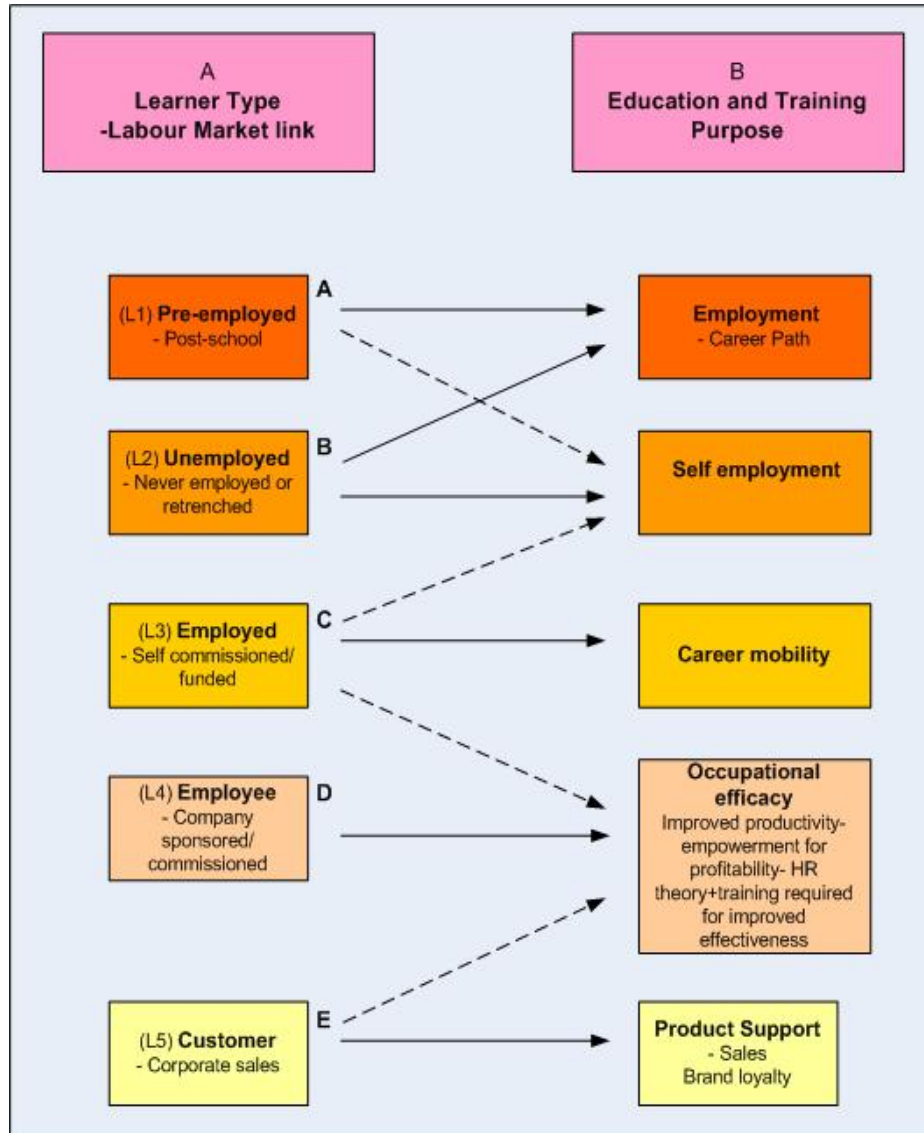 A
Learner Type
-Labour Market link
B
Education and Training
Purpose
A
(L1) Pre-employed
- Post-school
Employment
- Career Path
B
(L2) Unemployed
- Never employed or
retrenched
Self employment
C
(L3) Employed
- Self commissioned/
funded
Career mobility
D
(L4) Employee
- Company
sponsored/
commissioned
Occupational
efficacy
Improved productivity-
empowerment for
profitability- HR
theory+training required
for improved
effectiveness
E
(L5) Customer
- Corporate sales
Product Support
- Sales
Brand loyalty